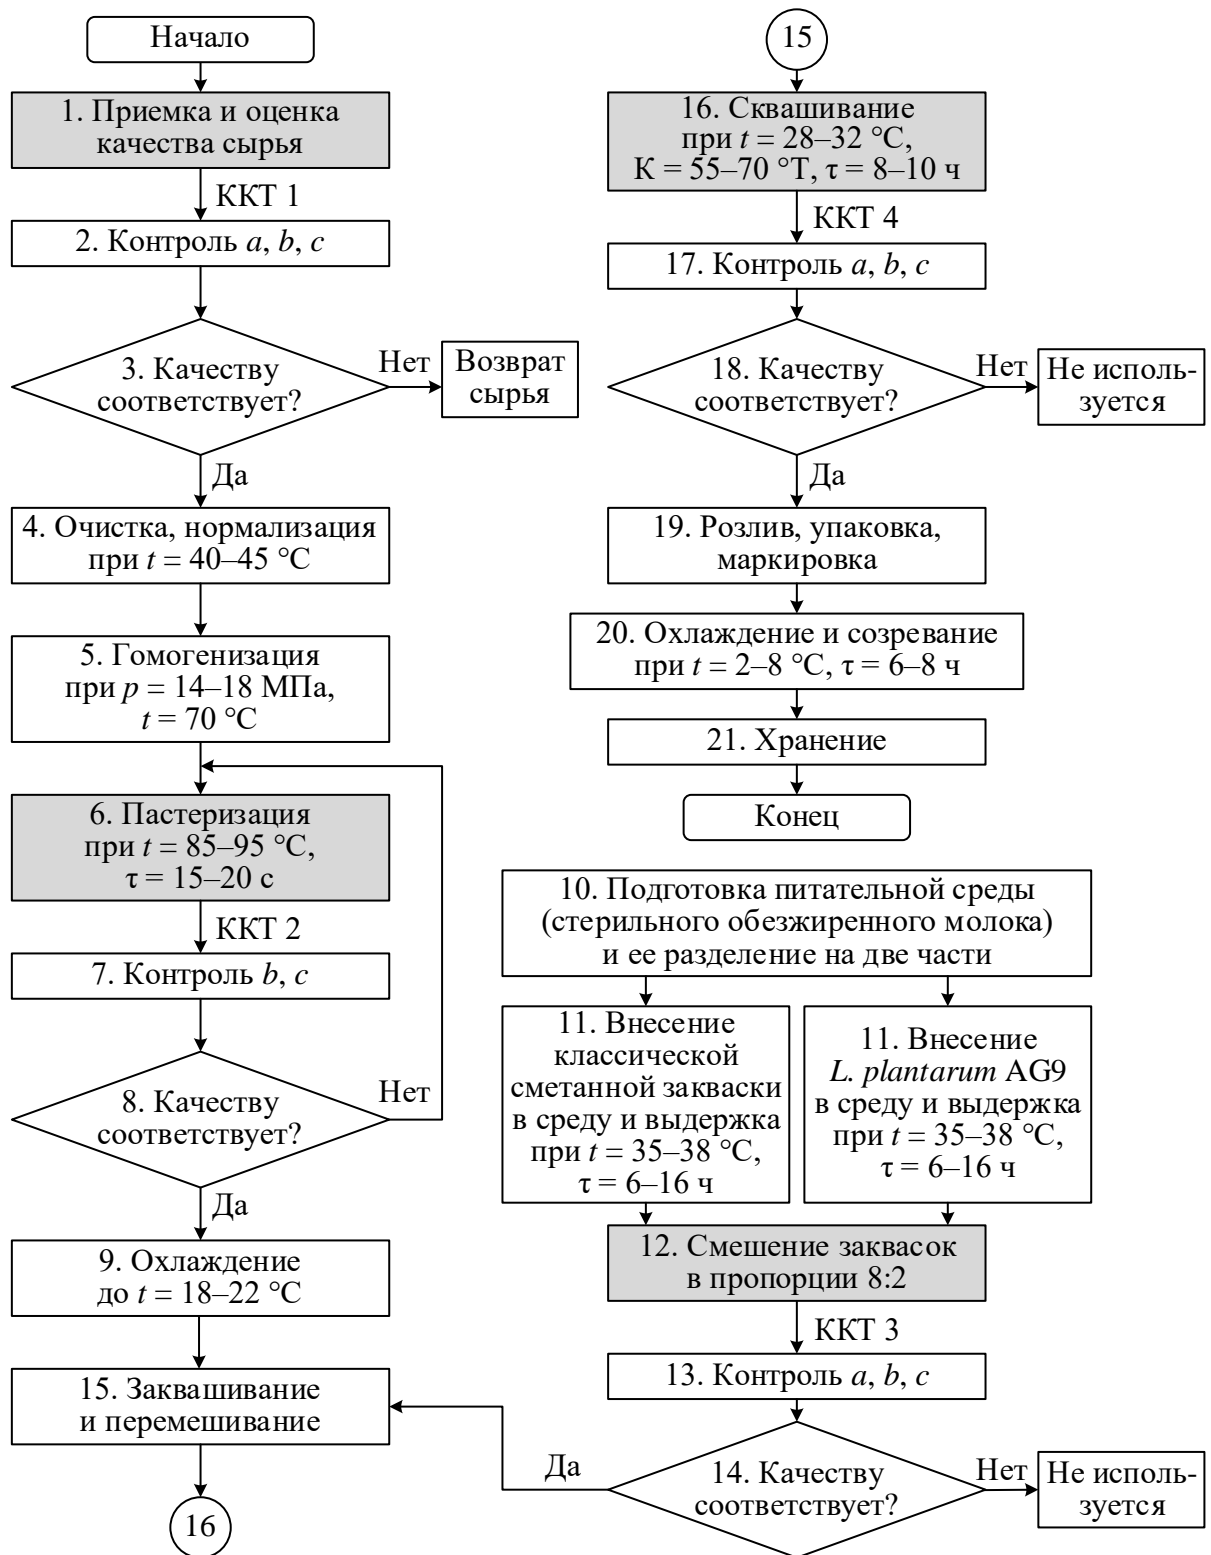 Начало
1. Приемка и оценка
качества сырья
ККТ 1
2. Контроль a, b, c
3. Качеству
соответствует?
Нет
Возврат
сырья
Да
4. Очистка, нормализация
при t = 40–45 °C
5. Гомогенизация
при p = 14–18 МПа,
t = 70 °C
6. Пастеризация
при t = 85–95 °C,
τ = 15–20 с
ККТ 2
7. Контроль b, c
8. Качеству
соответствует?
Нет
Да
9. Охлаждение
до t = 18–22 °C
15. Заквашивание
и перемешивание
16
15
16. Сквашивание
при t = 28–32 °C,
К = 55–70 °Т, τ = 8–10 ч
ККТ 4
17. Контроль a, b, c
18. Качеству
соответствует?
Нет
Не исполь-
зуется
Да
19. Розлив, упаковка,
маркировка
20. Охлаждение и созревание
при t = 2–8 °C, τ = 6–8 ч
21. Хранение
Конец
10. Подготовка питательной среды
(стерильного обезжиренного молока)
и ее разделение на две части
11. Внесение
классической
сметанной закваски
в среду и выдержка
при t = 35–38 °C,
τ = 6–16 ч
11. Внесение
L. plantarum AG9
в среду и выдержка
при t = 35–38 °C,
τ = 6–16 ч
12. Смешение заквасок
в пропорции 8:2
ККТ 3
13. Контроль a, b, c
14. Качеству
соответствует?
Да
Нет
Не исполь-
зуется